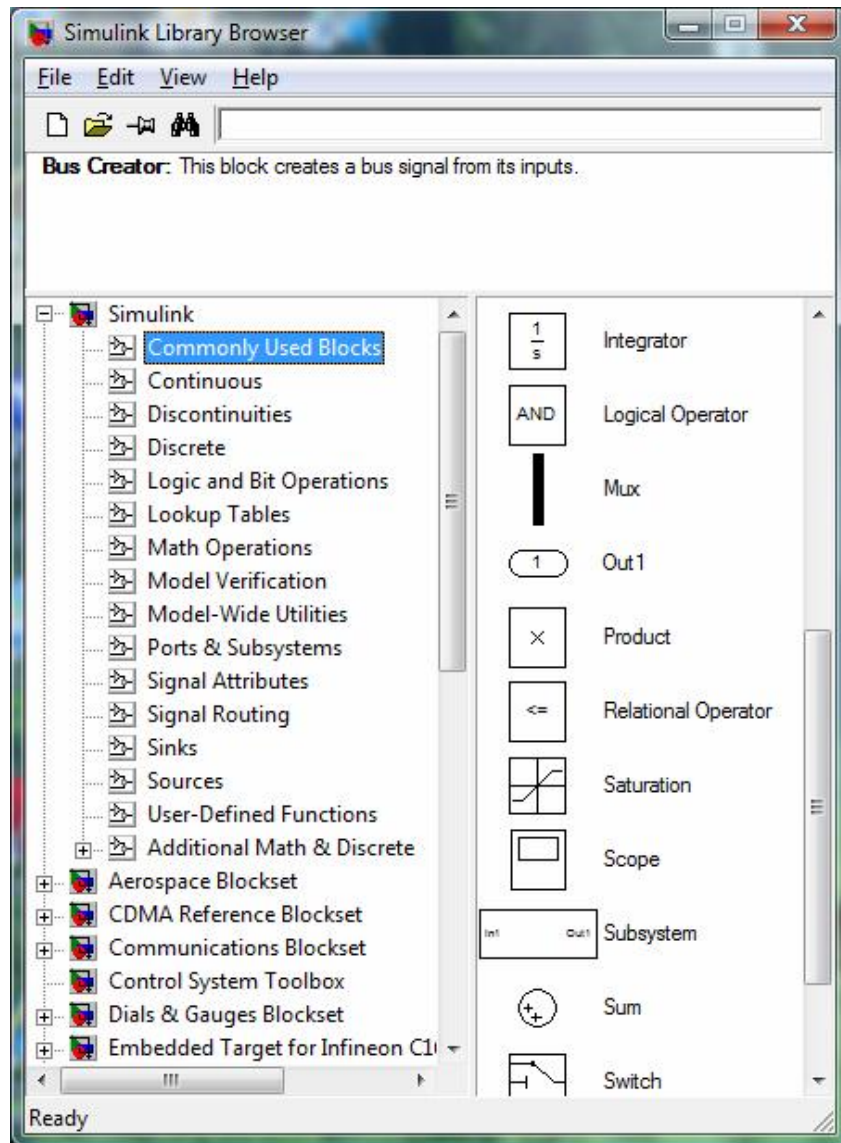 Simulink Library Browser
File Edit View Help
Bus Creator: This block creates a bus signal from its inputs.
Simulink
Commonly Used Blocks
Continuous
Discontinuities
Discrete
Logic and Bit Operations
Lookup Tables
Math Operations
Model Verification
Model-Wide Utilities
Ports & Subsystems
Signal Attributes
Signal Routing
Sinks
Sources
User-Defined Functions
Additional Math & Discrete
Aerospace Blockset
CDMA Reference Blockset
Communications Blockset
Control System Toolbox
Dials & Gauges Blockset
Embedded Target for Infineon
1
s
Integrator
AND Logical Operator
Mux
1 Out1
× Product
<= Relational Operator
Saturation
Scope
In1 Out1 Subsystem
+
+
Sum
Switch
Ready